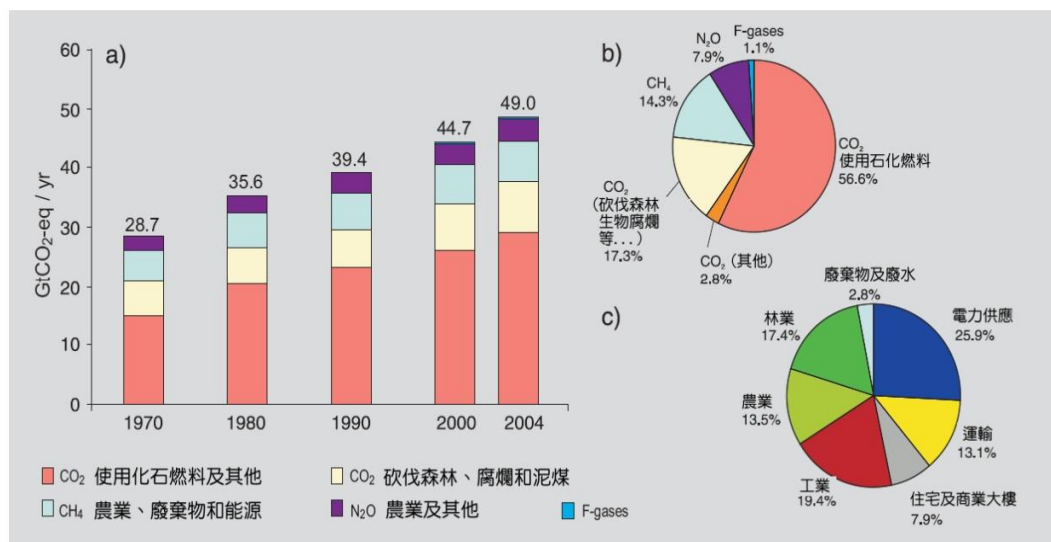 a)
GtCO₂-eq / yr
60
50
40
30
20
10
0
28.7
35.6
39.4
44.7
49.0
1970
1980
1990
2000
2004
CO₂ 使用化石燃料及其他
CO₂ 砍伐森林、腐爛和泥煤
CH₄ 農業、廢棄物和能源
N₂O 農業及其他
F-gases
b)
F-gases
1.1%
N₂O
7.9%
CH₄
14.3%
CO₂
使用石化燃料
56.6%
CO₂
（砍伐森林
生物腐爛
等...）
17.3%
CO₂（其他）
2.8%
c)
廢棄物及廢水
2.8%
電力供應
25.9%
林業
17.4%
農業
13.5%
運輸
13.1%
工業
19.4%
住宅及商業大樓
7.9%